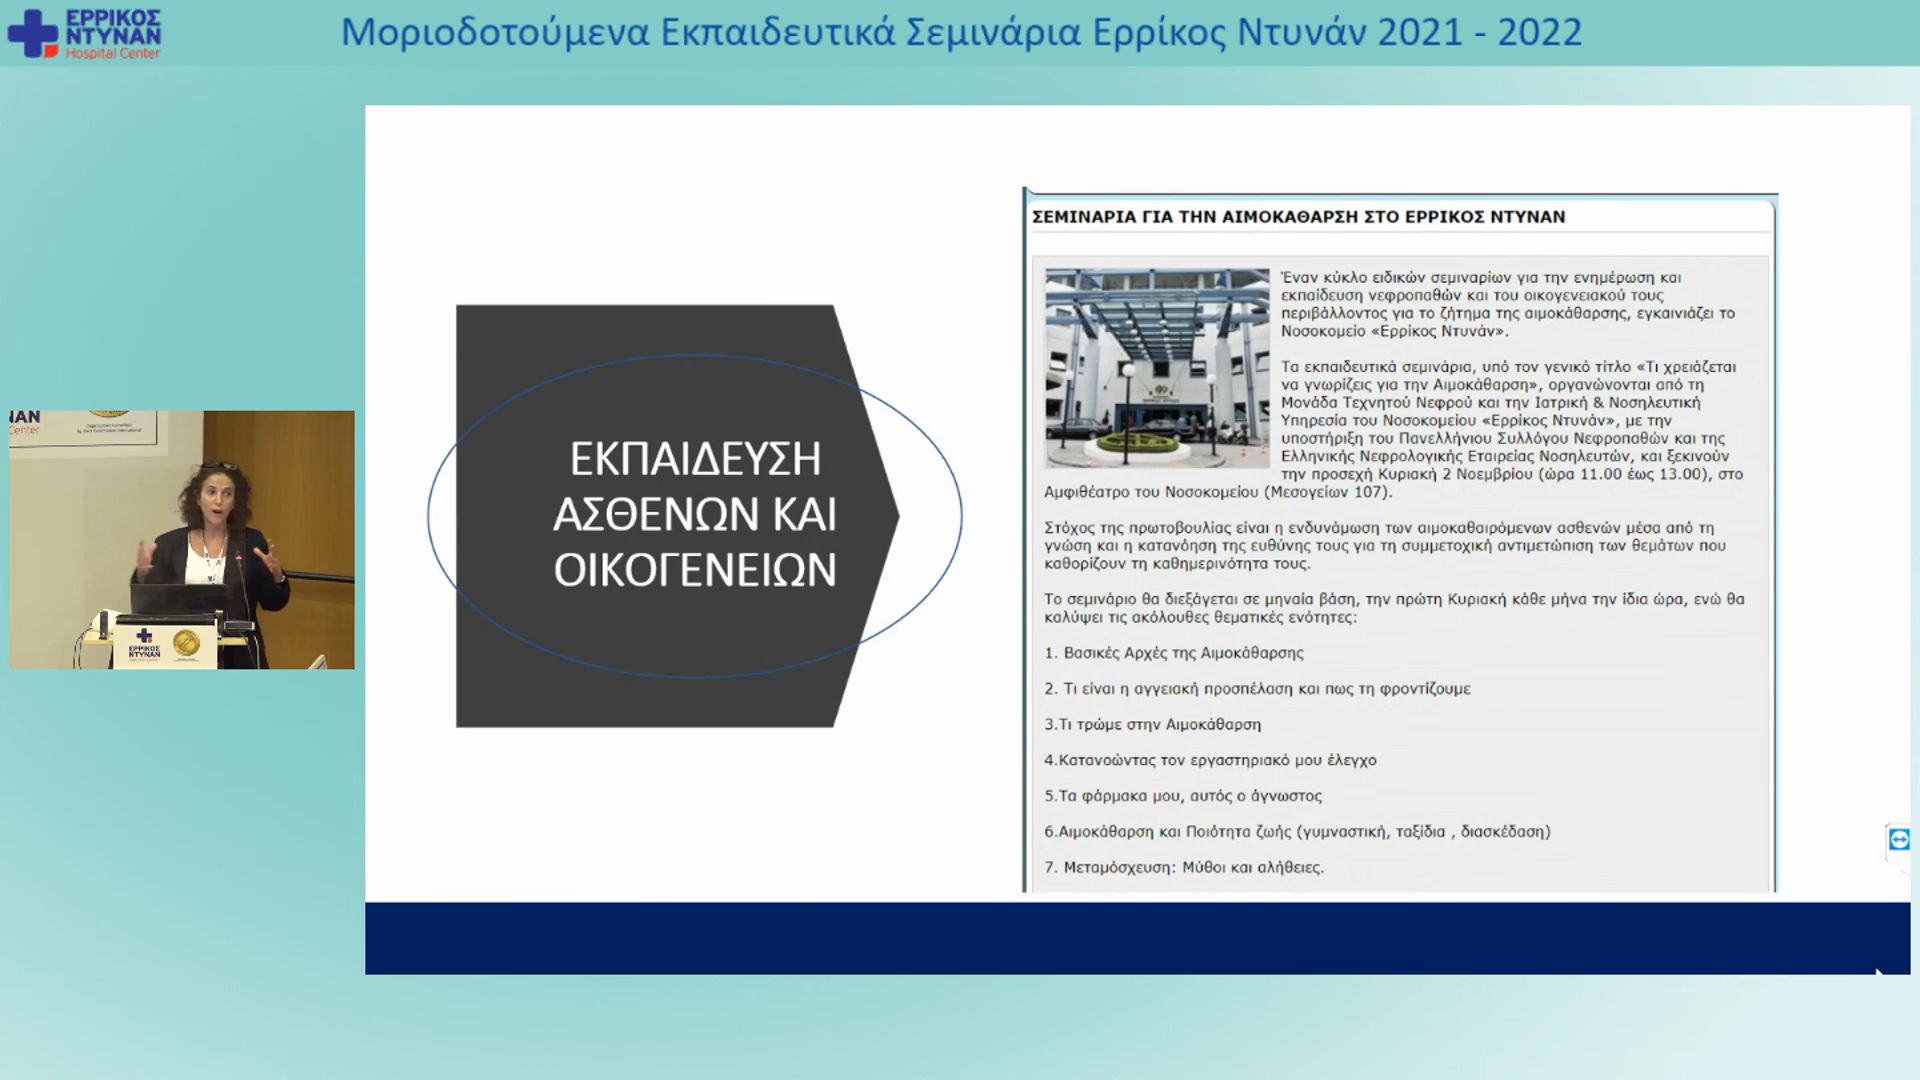 ΕΡΡΙΚΟΣ
ΝΤΥΝΑΝ
Hospital Center
Μοριοδοτούμενα Εκπαιδευτικά Σεμινάρια Ερρίκος Ντυνάν 2021 - 2022
ΕΚΠΑΙΔΕΥΣΗ
ΑΣΘΕΝΩΝ ΚΑΙ
ΟΙΚΟΓΕΝΕΙΩΝ
ΣΕΜΙΝΑΡΙΑ ΓΙΑ ΤΗΝ ΑΙΜΟΚΑΘΑΡΣΗ ΣΤΟ ΕΡΡΙΚΟΣ ΝΤΥΝΑΝ
Έναν κύκλο ειδικών σεμιναρίων για την ενημέρωση και
εκπαίδευση νεφροπαθών και του οικογενειακού τους
περιβάλλοντος για το ζήτημα της αιμοκάθαρσης, εγκαινιάζει το
Νοσοκομείο «Ερρίκος Ντυνάν».
Τα εκπαιδευτικά σεμινάρια, υπό τον γενικό τίτλο «Τι χρειάζεται
να γνωρίζεις για την Αιμοκάθαρση», οργανώνονται από τη
Μονάδα Τεχνητού Νεφρού και την Ιατρική & Νοσηλευτική
Υπηρεσία του Νοσοκομείου «Ερρίκος Ντυνάν», με την
υποστήριξη του Πανελλήνιου Συλλόγου Νεφροπαθών και της
Ελληνικής Νεφρολογικής Εταιρείας Νοσηλευτών, και ξεκινούν
την προσεχή Κυριακή 2 Νοεμβρίου (ώρα 11.00 έως 13.00), στο
Αμφιθέατρο του Νοσοκομείου (Μεσογείων 107).
Στόχος της πρωτοβουλίας είναι η ενδυνάμωση των αιμοκαθαιρόμενων ασθενών μέσα από τη
γνώση και η κατανόηση της ευθύνης τους για τη συμμετοχική αντιμετώπιση των θεμάτων που
καθορίζουν τη καθημερινότητα τους.
Το σεμινάριο θα διεξάγεται σε μηνιαία βάση, την πρώτη Κυριακή κάθε μήνα την ίδια ώρα, ενώ θα
καλύψει τις ακόλουθες θεματικές ενότητες:
1. Βασικές Αρχές της Αιμοκάθαρσης
2. Τι είναι η αγγειακή προσπέλαση και πως τη φροντίζουμε
3.Τι τρώμε στην Αιμοκάθαρση
4.Κατανοώντας τον εργαστηριακό μου έλεγχο
5.Τα φάρμακα μου, αυτός ο άγνωστος
6.Αιμοκάθαρση και Ποιότητα ζωής (γυμναστική, ταξίδια , διασκέδαση)
7. Μεταμόσχευση: Μύθοι και αλήθειες.
ΝΑΝ
Center
ΕΡΡΙΚΟΣ
ΝΤΥΝΑΝ